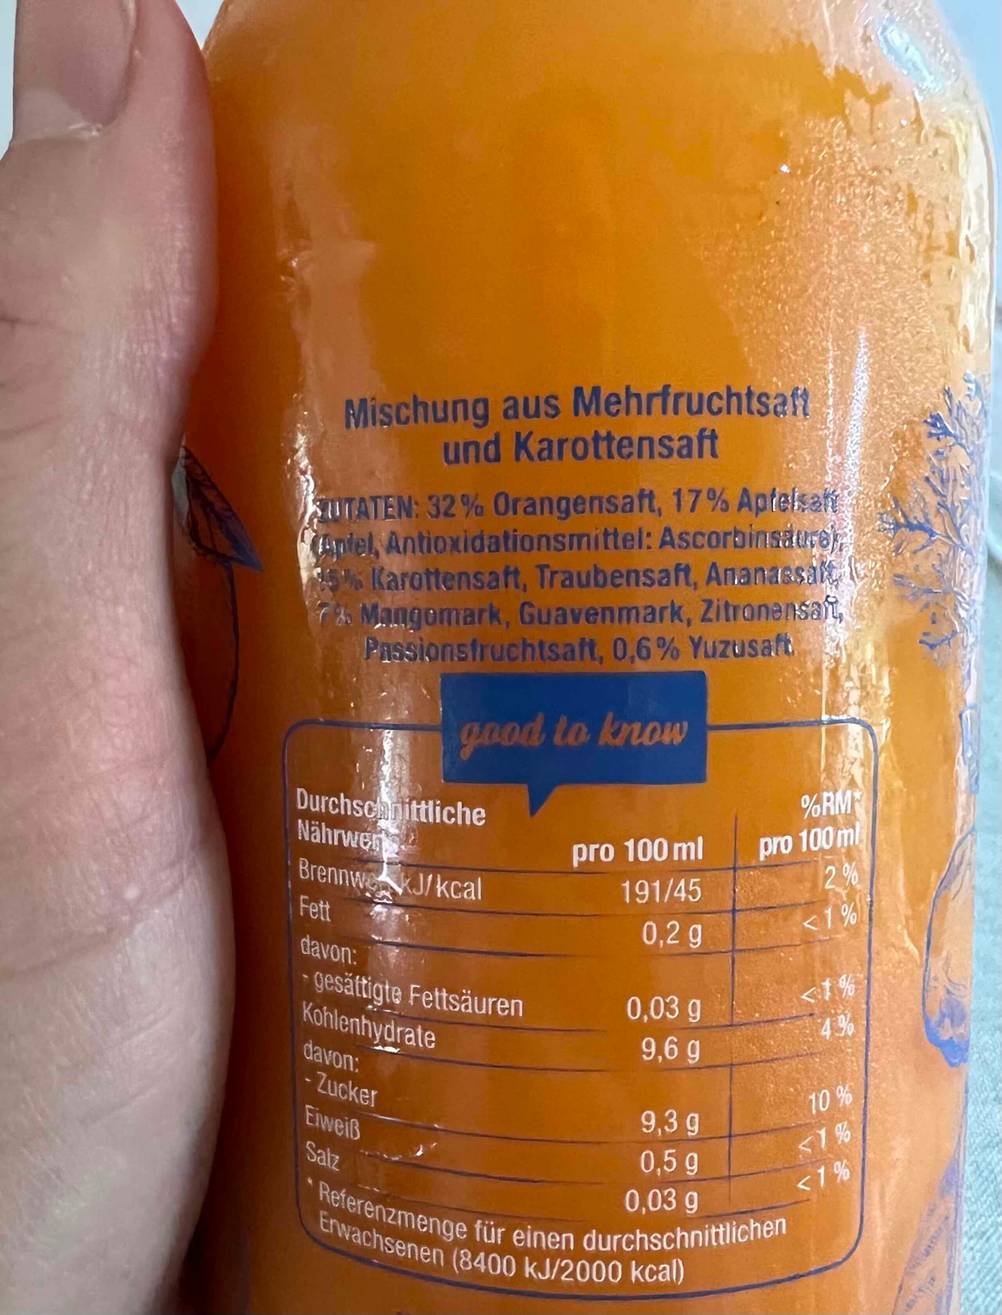 Mischung aus Mehrfruchtsaft
und Karottensaft
ZUTATEN: 32% Orangensaft, 17% Apfelsaft
(Apfel, Antioxidationsmittel: Ascorbinsäure),
Karottensaft, Traubensaft, Ananassaft,
7% Mangomark, Guavenmark, Zitronensaft,
Passionsfruchtsaft, 0,6% Yuzusaft
good to know
Durchschnittliche %RM*
Nährwerte pro 100 ml pro 100 ml
Brennwert kJ/kcal 191/45 2 %
Fett 0,2 g <1 %
davon:
- gesättigte Fettsäuren 0,03 g <1 %
Kohlenhydrate 9,6 g 4 %
davon:
- Zucker 9,3 g 10 %
Eiweiß 0,5 g <1 %
Salz 0,03 g <1 %
* Referenzmenge für einen durchschnittlichen
Erwachsenen (8400 kJ/2000 kcal)